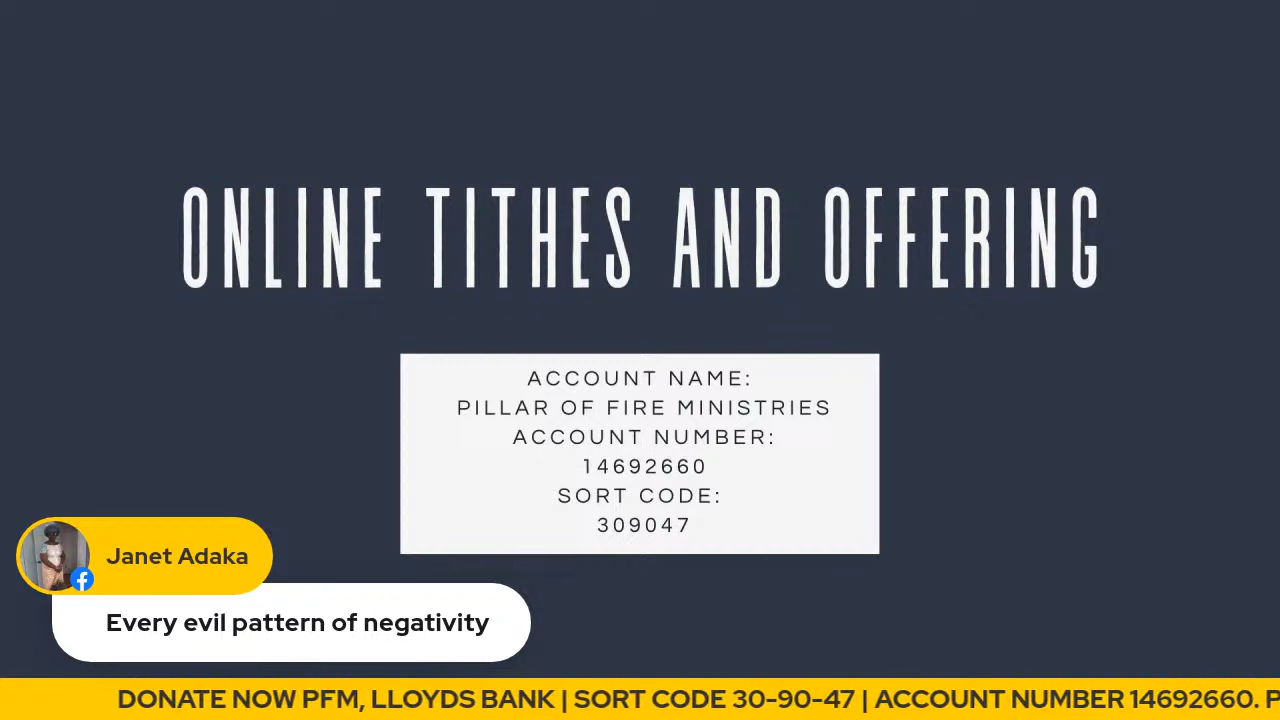 ONLINE TITHES AND OFFERING
ACCOUNT NAME:
PILLAR OF FIRE MINISTRIES
ACCOUNT NUMBER:
14692660
SORT CODE:
309047
Janet Adaka
Every evil pattern of negativity
DONATE NOW PFM, LLOYDS BANK | SORT CODE 30-90-47 | ACCOUNT NUMBER 14692660. P